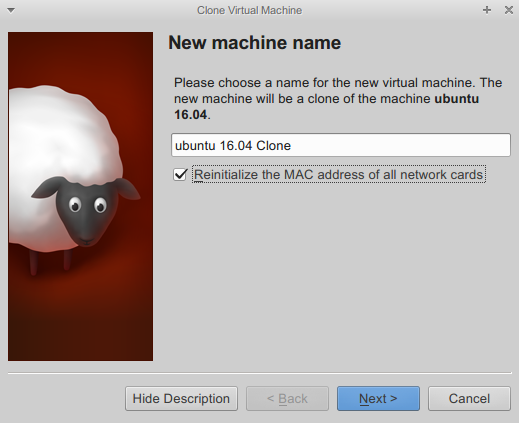 Clone Virtual Machine
New machine name
Please choose a name for the new virtual machine. The
new machine will be a clone of the machine ubuntu
16.04.
ubuntu 16.04 Clone
Reinitialize the MAC address of all network cards
Hide Description
< Back
Next >
Cancel